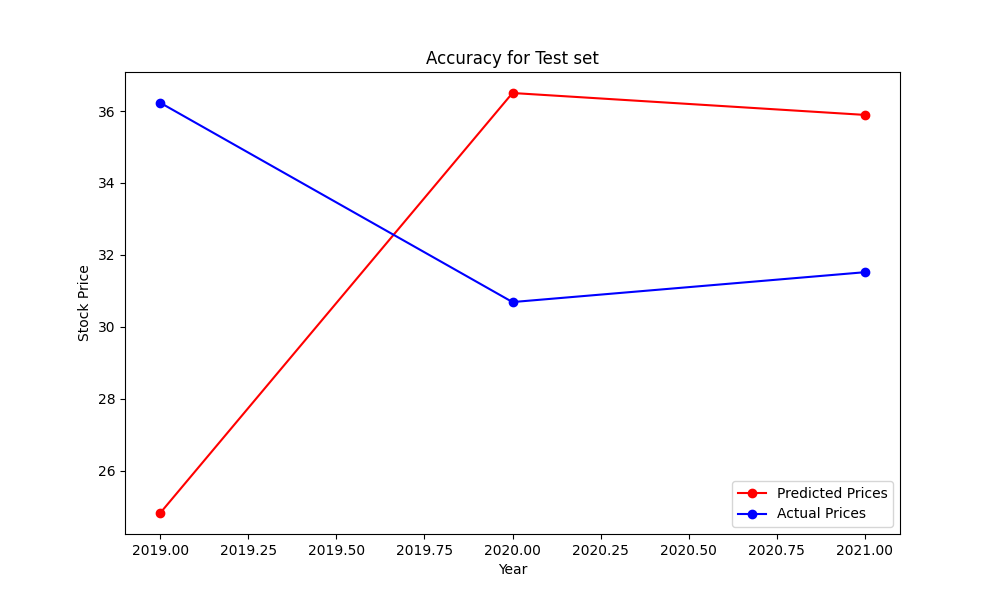 Accuracy for Test set
Stock Price
36
34
32
30
28
26
2019.00 2019.25 2019.50 2019.75 2020.00 2020.25 2020.50 2020.75 2021.00
Year
Predicted Prices
Actual Prices